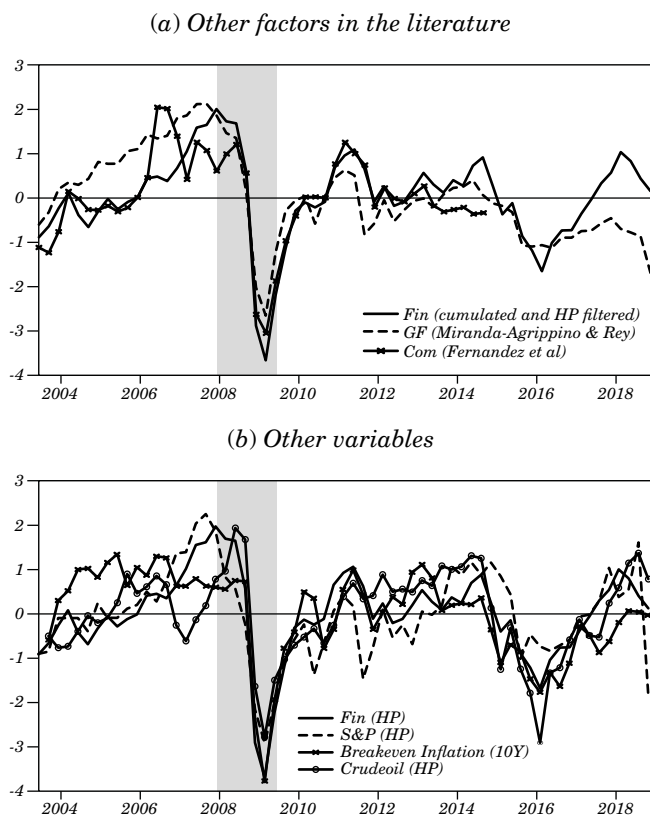 (a) Other factors in the literature
3
2
1
0
-1
-2
-3
-4
Fin (cumulated and HP filtered)
GF (Miranda-Agrippino & Rey)
Com (Fernandez et al)
2004 2006 2008 2010 2012 2014 2016 2018
(b) Other variables
3
2
1
0
-1
-2
-3
-4
Fin (HP)
S&P (HP)
Breakeven Inflation (10Y)
Crudeoil (HP)
2004 2006 2008 2010 2012 2014 2016 2018